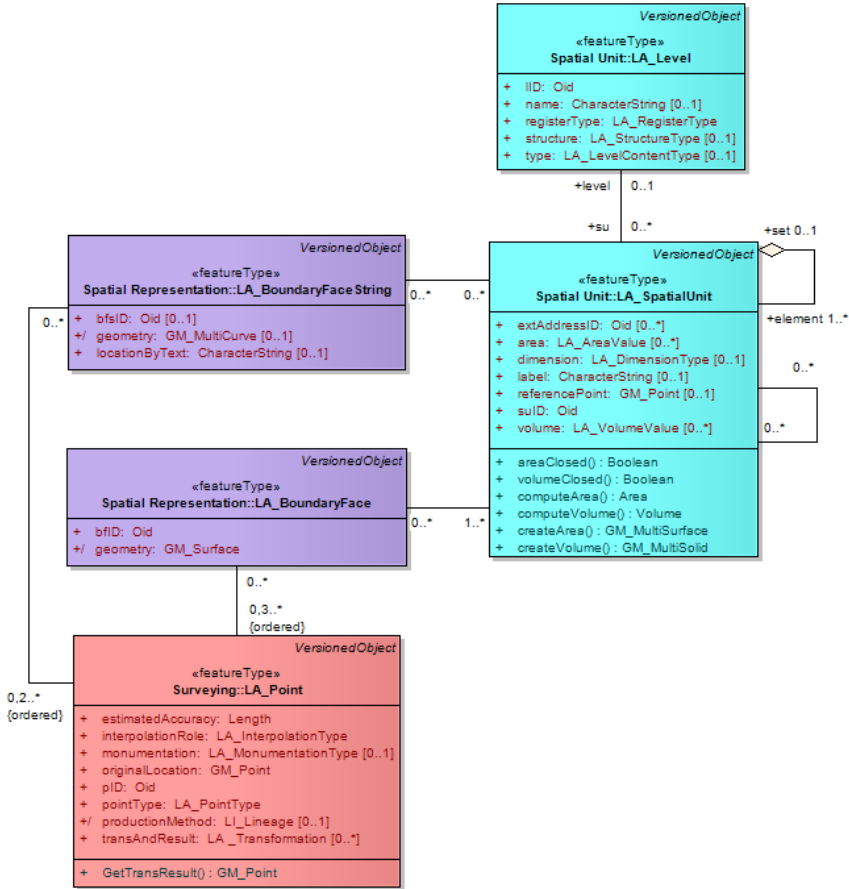 VersionedObject
«featureType»
Spatial Unit::LA_Level
+ lID: Oid
+ name: CharacterString [0..1]
+ registerType: LA_RegisterType
+ structure: LA_StructureType [0..1]
+ type: LA_LevelContentType [0..1]
+level 0..1
+su 0..*
+set 0..1
VersionedObject
«featureType»
Spatial Representation::LA_BoundaryFaceString
+ bfsID: Oid [0..1]
+/ geometry: GM_MultiCurve [0..1]
+ locationByText: CharacterString [0..1]
0..*
0..* 0..*
VersionedObject
«featureType»
Spatial Unit::LA_SpatialUnit
+ extAddressID: Oid [0..*]
+ area: LA_AreaValue [0..*]
+ dimension: LA_DimensionType [0..1]
+ label: CharacterString [0..1]
+ referencePoint: GM_Point [0..1]
+ suID: Oid
+ volume: LA_VolumeValue [0..*]
+ areaClosed() : Boolean
+ volumeClosed() : Boolean
+ computeArea() : Area
+ computeVolume() : Volume
+ createArea() : GM_MultiSurface
+ createVolume() : GM_MultiSolid
+element 1..*
0..*
0..*
VersionedObject
«featureType»
Spatial Representation::LA_BoundaryFace
+ bfID: Oid
+/ geometry: GM_Surface
0..* 1..*
0..*
0,3..*
{ordered}
VersionedObject
«featureType»
Surveying::LA_Point
+ estimatedAccuracy: Length
+ interpolationRole: LA_InterpolationType
+ monumentation: LA_MonumentationType [0..1]
+ originalLocation: GM_Point
+ pID: Oid
+ pointType: LA_PointType
+/ productionMethod: LI_Lineage [0..1]
+ transAndResult: LA _Transformation [0..*]
+ GetTransResult() : GM_Point
0,2..*
{ordered}